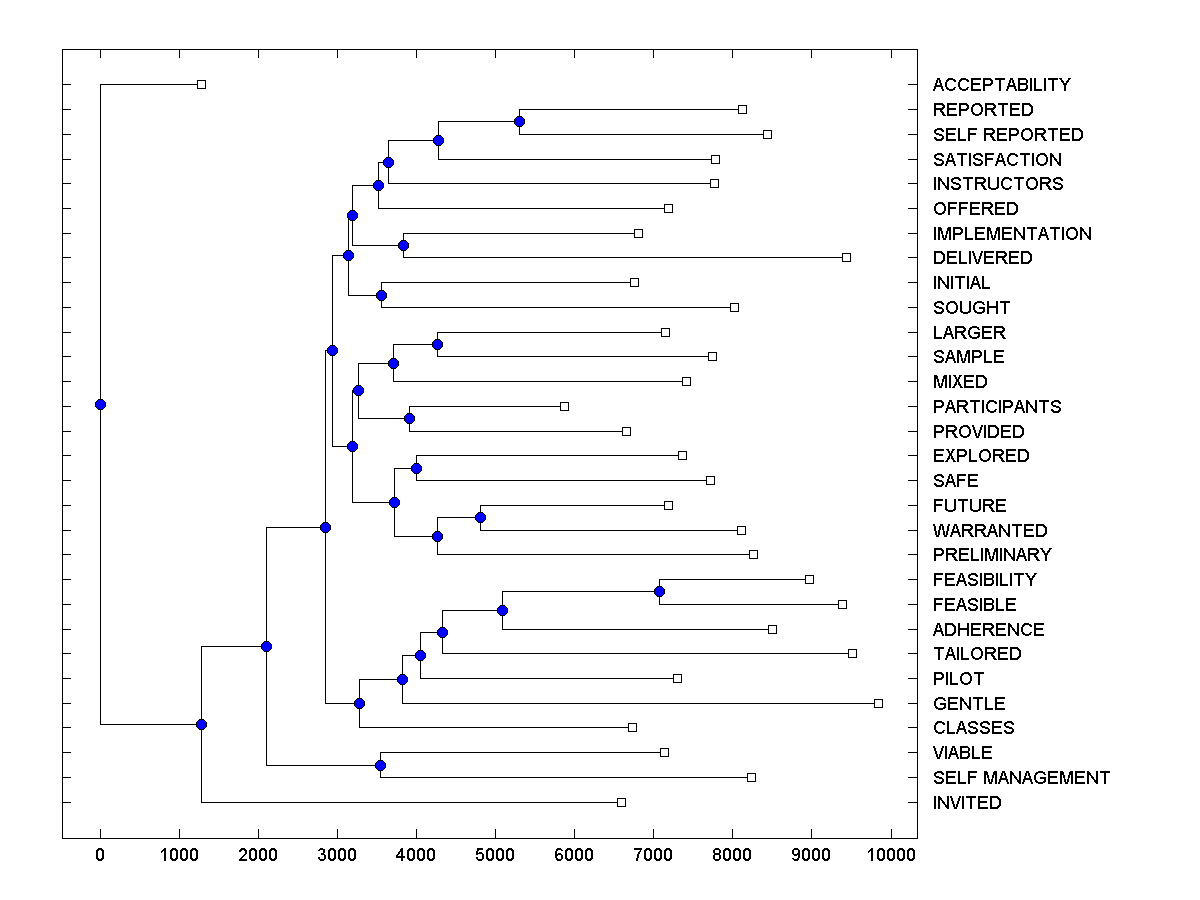 ACCEPTABILITY
REPORTED
SELF REPORTED
SATISFACTION
INSTRUCTORS
OFFERED
IMPLEMENTATION
DELIVERED
INITIAL
SOUGHT
LARGER
SAMPLE
MIXED
PARTICIPANTS
PROVIDED
EXPLORED
SAFE
FUTURE
WARRANTED
PRELIMINARY
FEASIBILITY
FEASIBLE
ADHERENCE
TAILORED
PILOT
GENTLE
CLASSES
VIABLE
SELF MANAGEMENT
INVITED
0 1000 2000 3000 4000 5000 6000 7000 8000 9000 10000